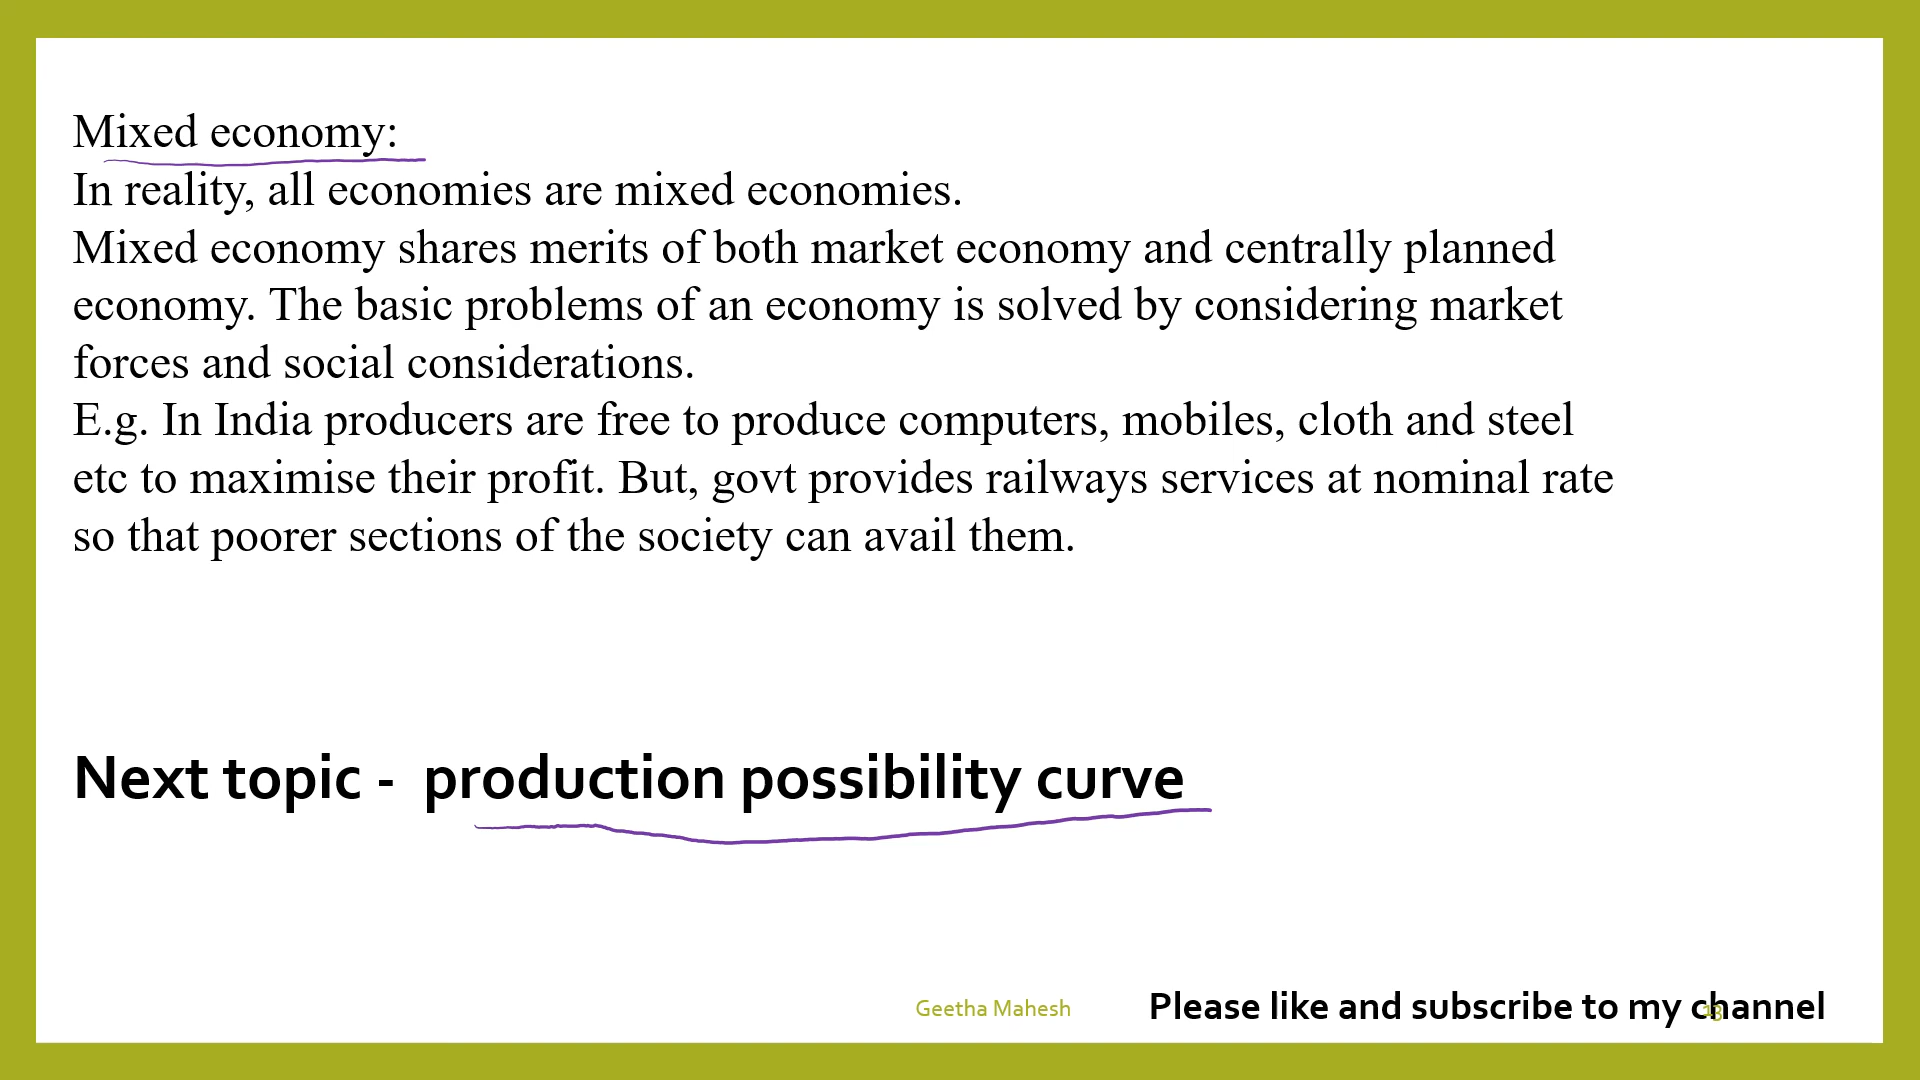 Mixed economy:
In reality, all economies are mixed economies.
Mixed economy shares merits of both market economy and centrally planned
economy. The basic problems of an economy is solved by considering market
forces and social considerations.
E.g. In India producers are free to produce computers, mobiles, cloth and steel
etc to maximise their profit. But, govt provides railways services at nominal rate
so that poorer sections of the society can avail them.
Next topic - production possibility curve
Geetha Mahesh
Please like and subscribe to my channel
13